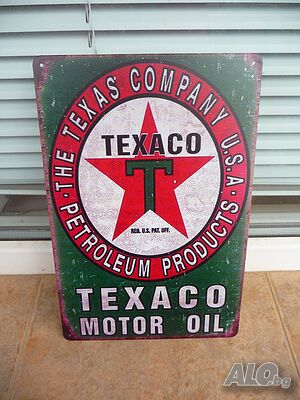 · THE TEXAS COMPANY U.S.A ·
TEXACO
T
REG. U.S. PAT. OFF.
PETROLEUM PRODUCTS
TEXACO
MOTOR OIL
ALO.bg